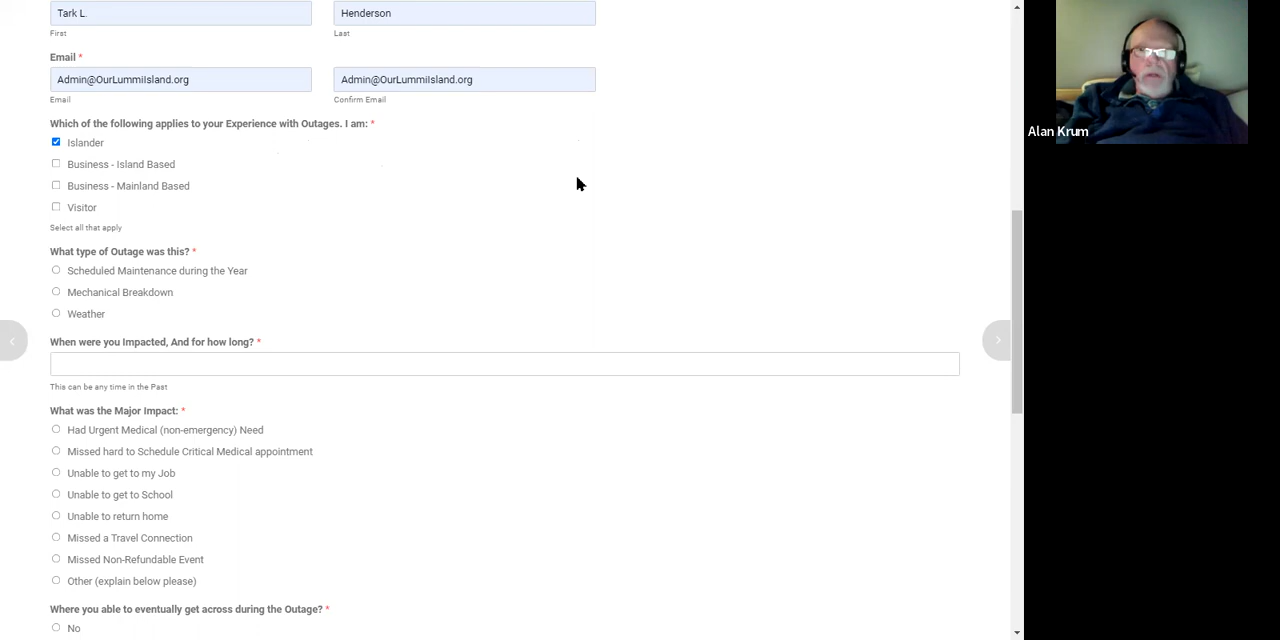 Tark L.
Henderson
First
Last
Email *
Admin@OurLummiIsland.org
Admin@OurLummiIsland.org
Email
Confirm Email
Which of the following applies to your Experience with Outages. I am: *
Islander
Business - Island Based
Business - Mainland Based
Visitor
Select all that apply
What type of Outage was this? *
Scheduled Maintenance during the Year
Mechanical Breakdown
Weather
When were you Impacted, And for how long? *
This can be any time in the Past
What was the Major Impact: *
Had Urgent Medical (non-emergency) Need
Missed hard to Schedule Critical Medical appointment
Unable to get to my Job
Unable to get to School
Unable to return home
Missed a Travel Connection
Missed Non-Refundable Event
Other (explain below please)
Where you able to eventually get across during the Outage? *
No
Alan Krum